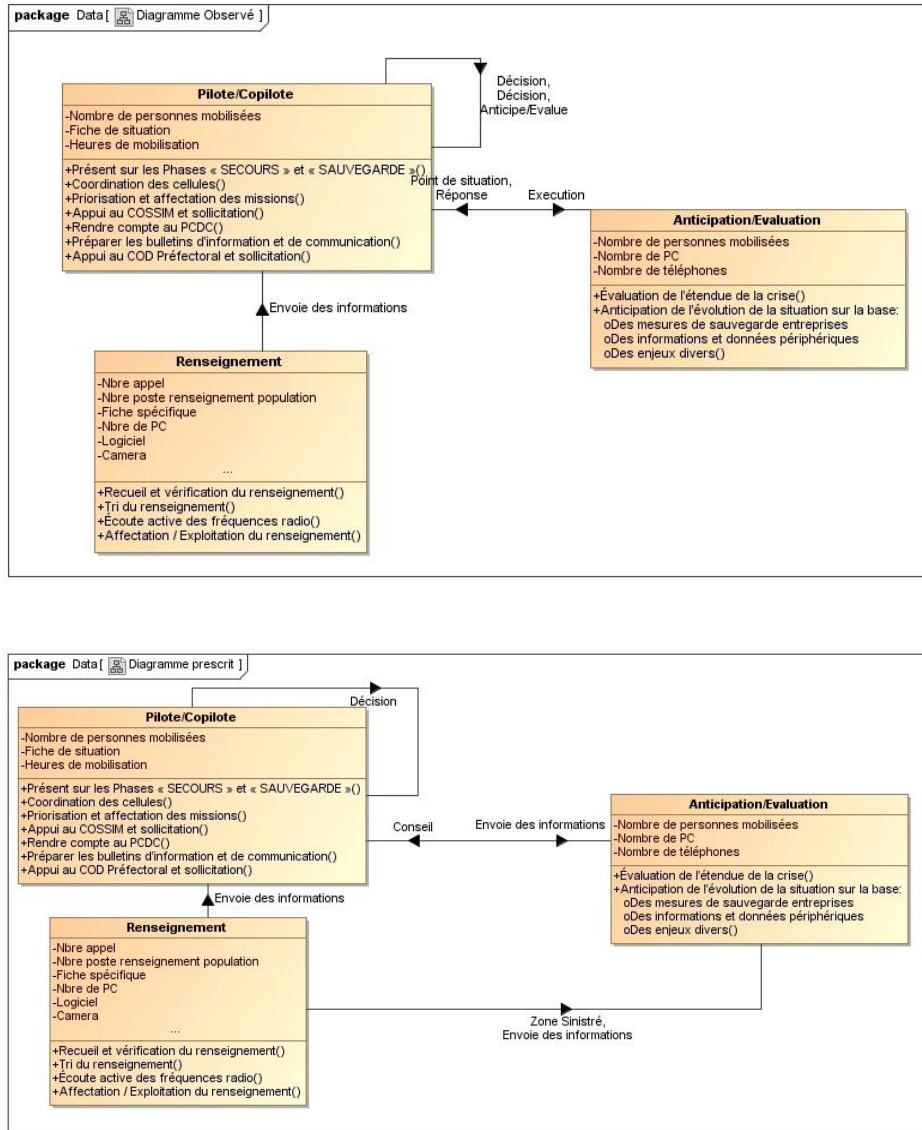 package Data [ Diagramme Observé ]
Pilote/Copilote
-Nombre de personnes mobilisées
-Fiche de situation
-Heures de mobilisation
+Présent sur les Phases « SECOURS » et « SAUVEGARDE »()
+Coordination des cellules()
+Priorisation et affectation des missions()
+Appui au COSSIM et sollicitation()
+Rendre compte au PCDC()
+Préparer les bulletins d'information et de communication()
+Appui au COD Préfectoral et sollicitation()
Décision,
Décision,
Anticipe/Evalue
Point de situation,
Réponse
Execution
Anticipation/Evaluation
-Nombre de personnes mobilisées
-Nombre de PC
-Nombre de téléphones
+Évaluation de l'étendue de la crise()
+Anticipation de l'évolution de la situation sur la base:
oDes mesures de sauvegarde entreprises
oDes informations et données périphériques
oDes enjeux divers()
Envoie des informations
Renseignement
-Nbre appel
-Nbre poste renseignement population
-Fiche spécifique
-Nbre de PC
-Logiciel
-Camera
...
+Recueil et vérification du renseignement()
+Tri du renseignement()
+Écoute active des fréquences radio()
+Affectation / Exploitation du renseignement()
package Data [ Diagramme prescrit ]
Décision
Pilote/Copilote
-Nombre de personnes mobilisées
-Fiche de situation
-Heures de mobilisation
+Présent sur les Phases « SECOURS » et « SAUVEGARDE »()
+Coordination des cellules()
+Priorisation et affectation des missions()
+Appui au COSSIM et sollicitation()
+Rendre compte au PCDC()
+Préparer les bulletins d'information et de communication()
+Appui au COD Préfectoral et sollicitation()
Conseil
Envoie des informations
Anticipation/Evaluation
-Nombre de personnes mobilisées
-Nombre de PC
-Nombre de téléphones
+Évaluation de l'étendue de la crise()
+Anticipation de l'évolution de la situation sur la base:
oDes mesures de sauvegarde entreprises
oDes informations et données périphériques
oDes enjeux divers()
Envoie des informations
Renseignement
-Nbre appel
-Nbre poste renseignement population
-Fiche spécifique
-Nbre de PC
-Logiciel
-Camera
...
+Recueil et vérification du renseignement()
+Tri du renseignement()
+Écoute active des fréquences radio()
+Affectation / Exploitation du renseignement()
Zone Sinistré,
Envoie des informations